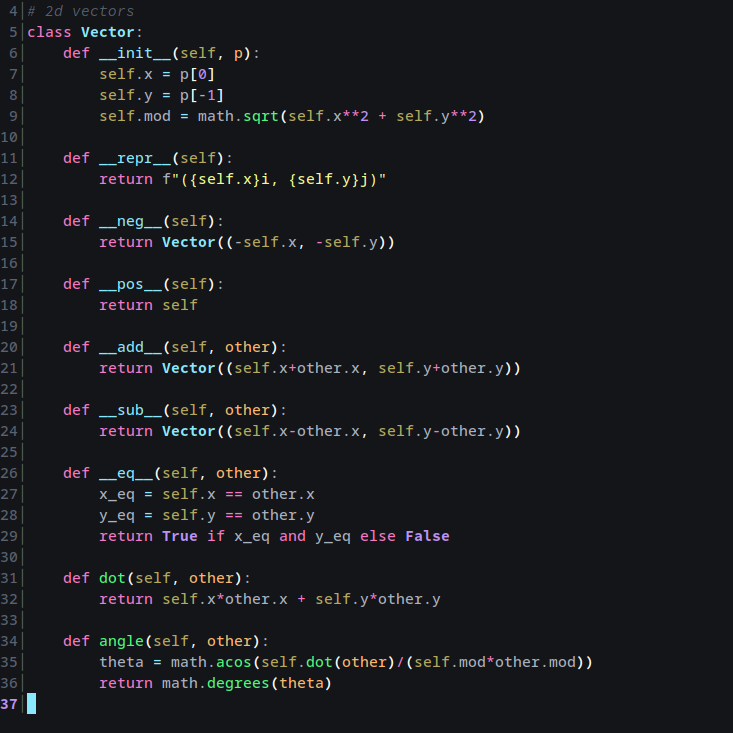 4 # 2d vectors
5 class Vector:
6     def __init__(self, p):
7         self.x = p[0]
8         self.y = p[-1]
9         self.mod = math.sqrt(self.x**2 + self.y**2)
10
11     def __repr__(self):
12         return f"({self.x}i, {self.y}j)"
13
14     def __neg__(self):
15         return Vector((-self.x, -self.y))
16
17     def __pos__(self):
18         return self
19
20     def __add__(self, other):
21         return Vector((self.x+other.x, self.y+other.y))
22
23     def __sub__(self, other):
24         return Vector((self.x-other.x, self.y-other.y))
25
26     def __eq__(self, other):
27         x_eq = self.x == other.x
28         y_eq = self.y == other.y
29         return True if x_eq and y_eq else False
30
31     def dot(self, other):
32         return self.x*other.x + self.y*other.y
33
34     def angle(self, other):
35         theta = math.acos(self.dot(other)/(self.mod*other.mod))
36         return math.degrees(theta)
37